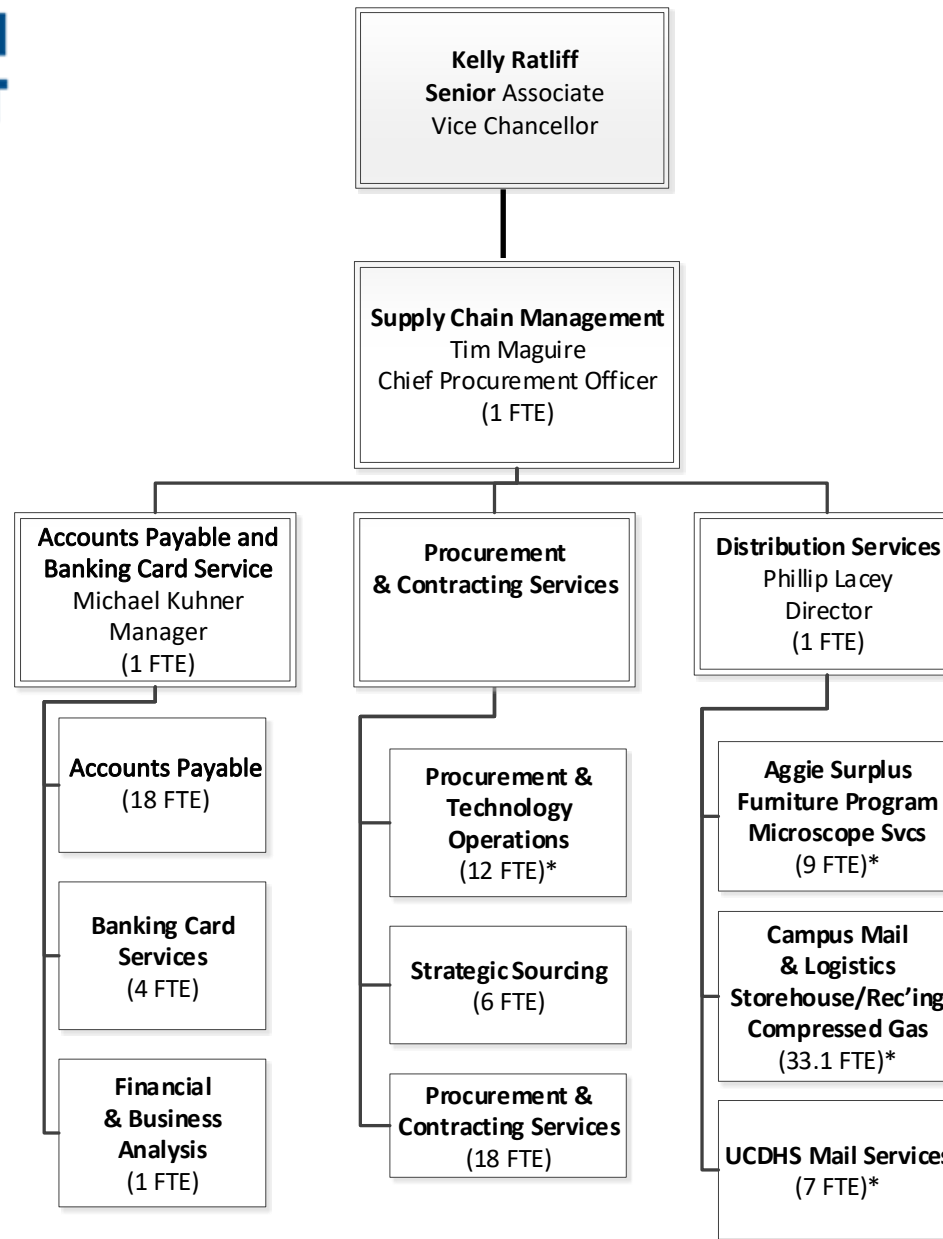 Kelly Ratliff
Senior Associate
Vice Chancellor
Supply Chain Management
Tim Maguire
Chief Procurement Officer
(1 FTE)
Accounts Payable and
Banking Card Service
Michael Kuhner
Manager
(1 FTE)
Accounts Payable
(18 FTE)
Banking Card
Services
(4 FTE)
Financial
& Business
Analysis
(1 FTE)
Procurement
& Contracting Services
Procurement &
Technology
Operations
(12 FTE)*
Strategic Sourcing
(6 FTE)
Procurement &
Contracting Services
(18 FTE)
Distribution Services
Phillip Lacey
Director
(1 FTE)
Aggie Surplus
Furniture Program
Microscope Svcs
(9 FTE)*
Campus Mail
& Logistics
Storehouse/Rec'ing
Compressed Gas
(33.1 FTE)*
UCDHS Mail Services
(7 FTE)*